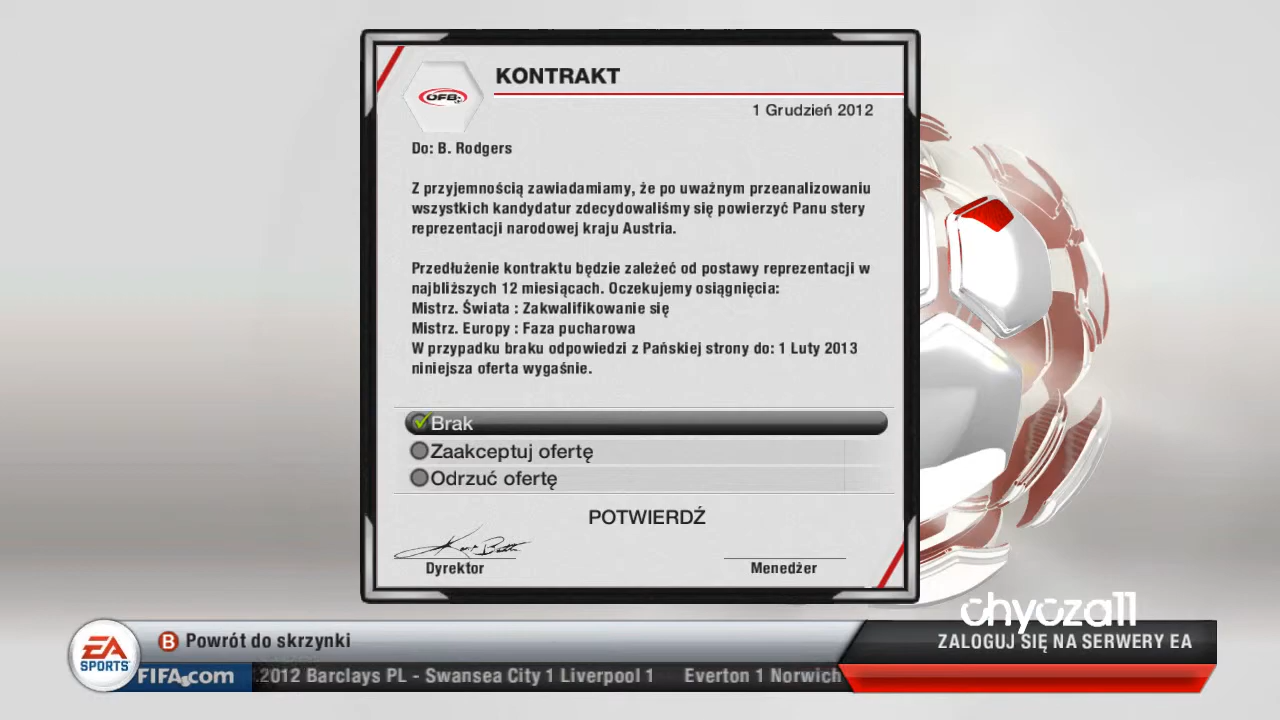 KONTRAKT
ÖFB
1 Grudzień 2012
Do: B. Rodgers
Z przyjemnością zawiadamiamy, że po uważnym przeanalizowaniu
wszystkich kandydatur zdecydowaliśmy się powierzyć Panu stery
reprezentacji narodowej kraju Austria.
Przedłużenie kontraktu będzie zależeć od postawy reprezentacji w
najbliższych 12 miesiącach. Oczekujemy osiągnięcia:
Mistrz. Świata : Zakwalifikowanie się
Mistrz. Europy : Faza pucharowa
W przypadku braku odpowiedzi z Pańskiej strony do: 1 Luty 2013
niniejsza oferta wygaśnie.
Brak
Zaakceptuj ofertę
Odrzuć ofertę
POTWIERDŹ
Dyrektor
Menedżer
chyczall
B Powrót do skrzynki
ZALOGUJ SIĘ NA SERWERY EA
EA
SPORTS
FIFA.com
.2012 Barclays PL - Swansea City 1 Liverpool 1 Everton 1 Norwich